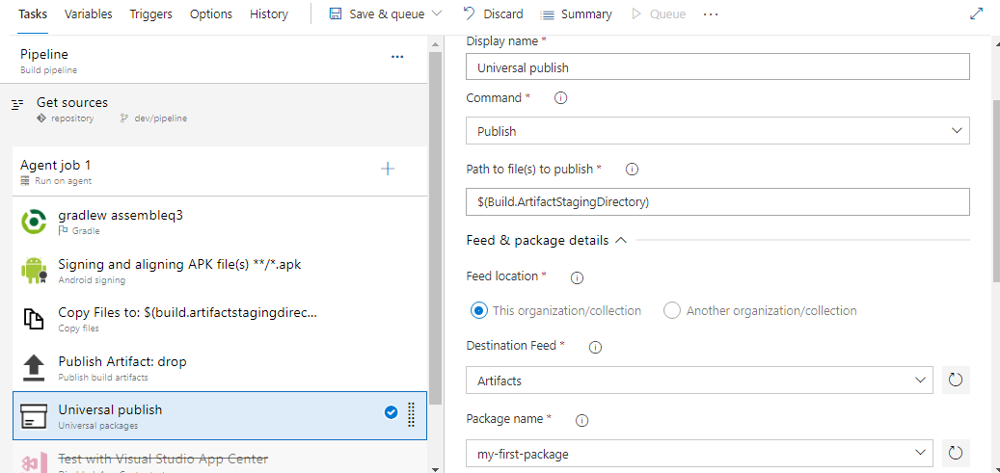 Tasks Variables Triggers Options History Save & queue Discard Summary Queue ...
Pipeline
Build pipeline
Get sources
repository dev/pipeline
Agent job 1
Run on agent
gradlew assembleq3
Gradle
Signing and aligning APK file(s) **/*.apk
Android signing
Copy Files to: $(build.artifactstagingdirec...
Copy files
Publish Artifact: drop
Publish build artifacts
Universal publish
Universal packages
Test with Visual Studio App Center
Display name *
Universal publish
Command *
Publish
Path to file(s) to publish *
$(Build.ArtifactStagingDirectory)
Feed & package details
Feed location *
This organization/collection Another organization/collection
Destination Feed *
Artifacts
Package name *
my-first-package